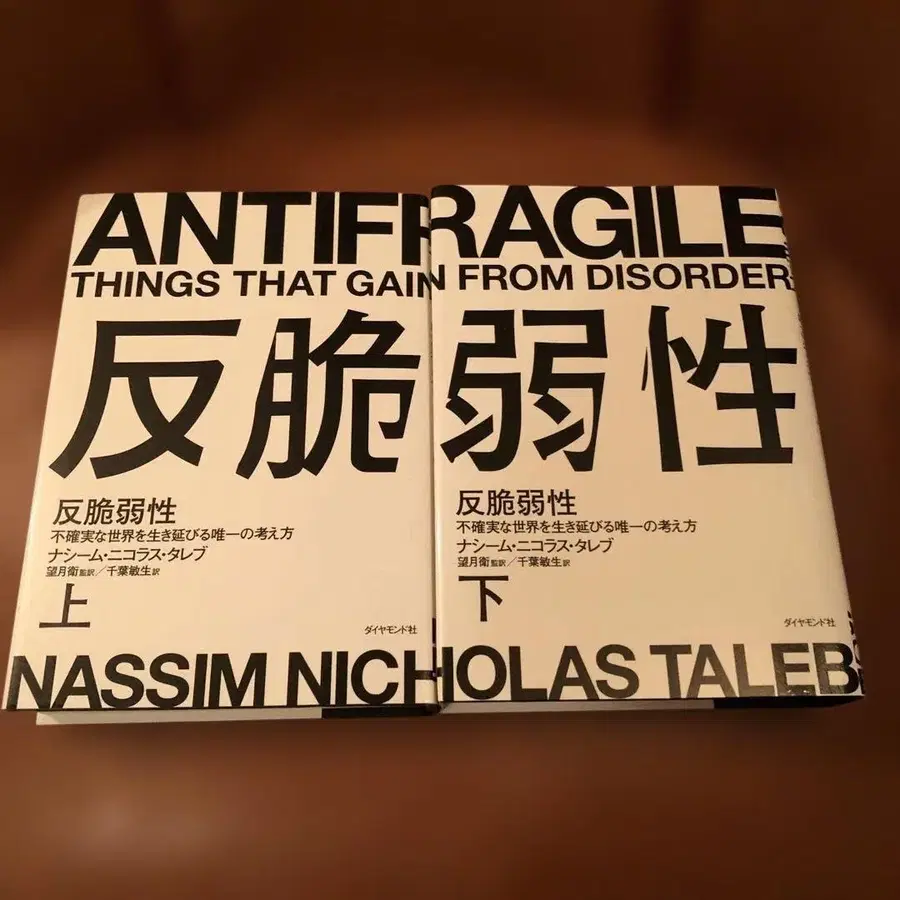 ANTIFRAGILE
THINGS THAT GAIN FROM DISORDER
反脆弱性
反脆弱性
不確実な世界を生き延びる唯一の考え方
ナシーム・ニコラス・タレブ
望月衛 監訳/千葉敏生 訳
上
ダイヤモンド社
反脆弱性
不確実な世界を生き延びる唯一の考え方
ナシーム・ニコラス・タレブ
望月衛 監訳/千葉敏生 訳
下
ダイヤモンド社
NASSIM NICHOLAS TALEB